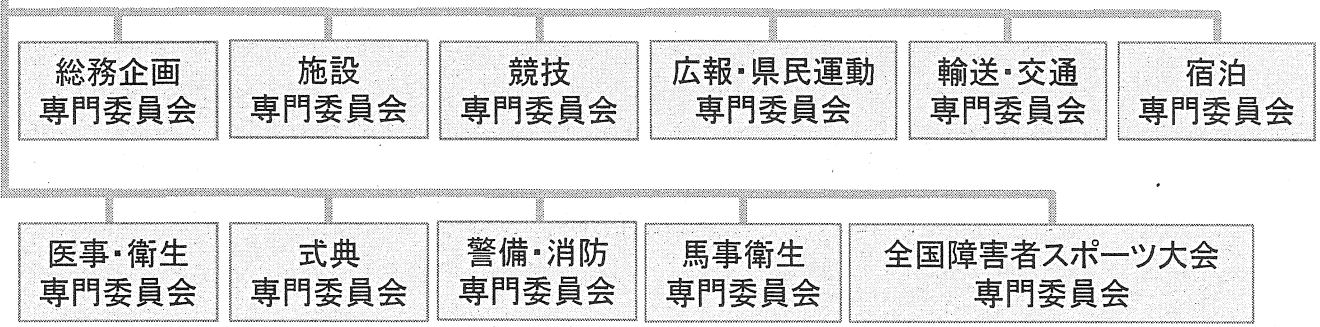 総務企画
専門委員会
施設
専門委員会
競技
専門委員会
広報・県民運動
専門委員会
輸送・交通
専門委員会
宿泊
専門委員会
医事・衛生
専門委員会
式典
専門委員会
警備・消防
専門委員会
馬事衛生
専門委員会
全国障害者スポーツ大会
専門委員会